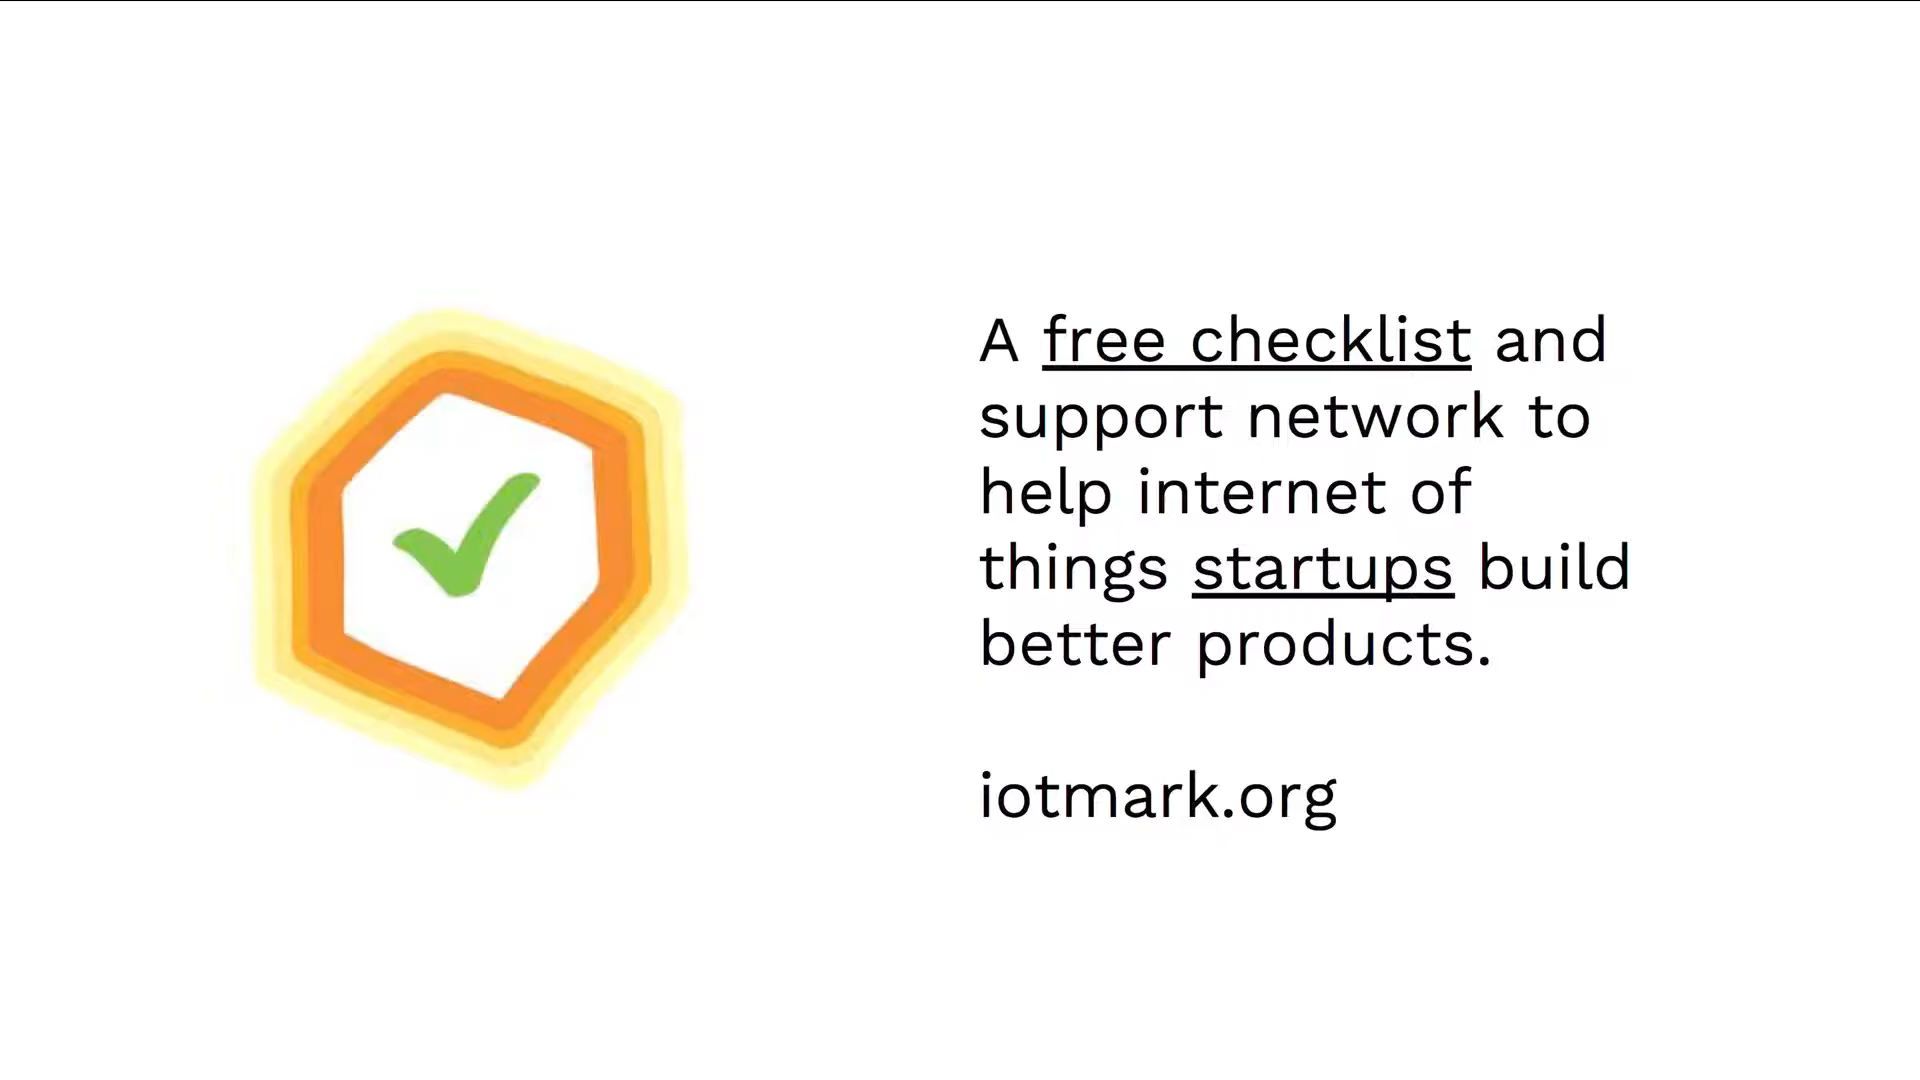 A free checklist and
support network to
help internet of
things startups build
better products.
iotmark.org